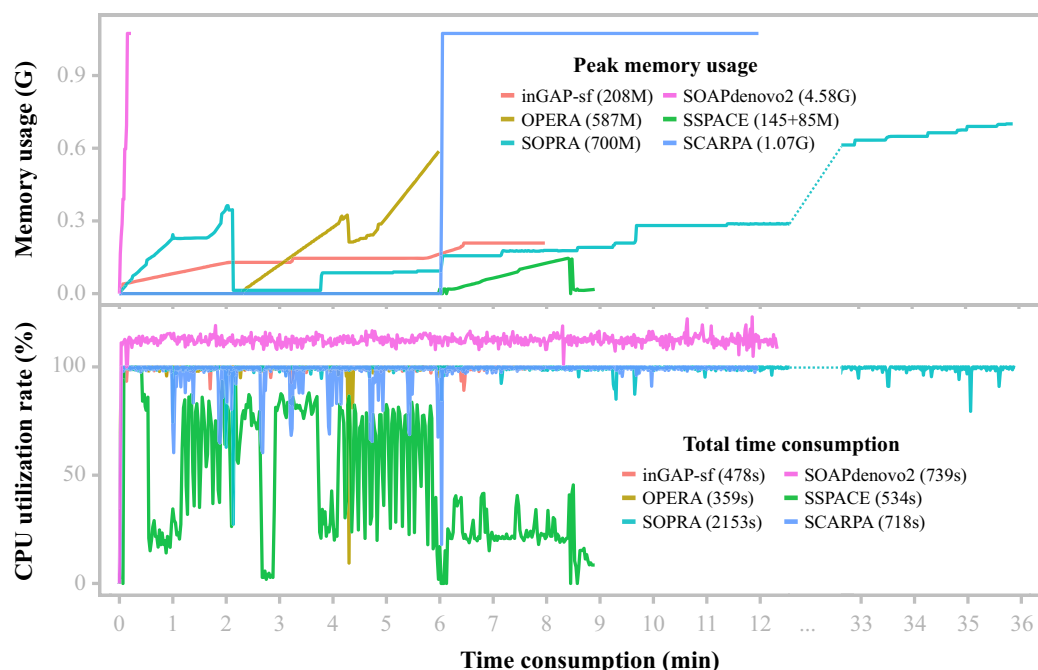 Memory usage (G)
0.9
0.6
0.3
0.0
Peak memory usage
inGAP-sf (208M) SOAPdenovo2 (4.58G)
OPERA (587M) SSPACE (145+85M)
SOPRA (700M) SCARPA (1.07G)
CPU utilization rate (%)
100
50
0
Total time consumption
inGAP-sf (478s) SOAPdenovo2 (739s)
OPERA (359s) SSPACE (534s)
SOPRA (2153s) SCARPA (718s)
0 1 2 3 4 5 6 7 8 9 10 11 12 ... 33 34 35 36
Time consumption (min)